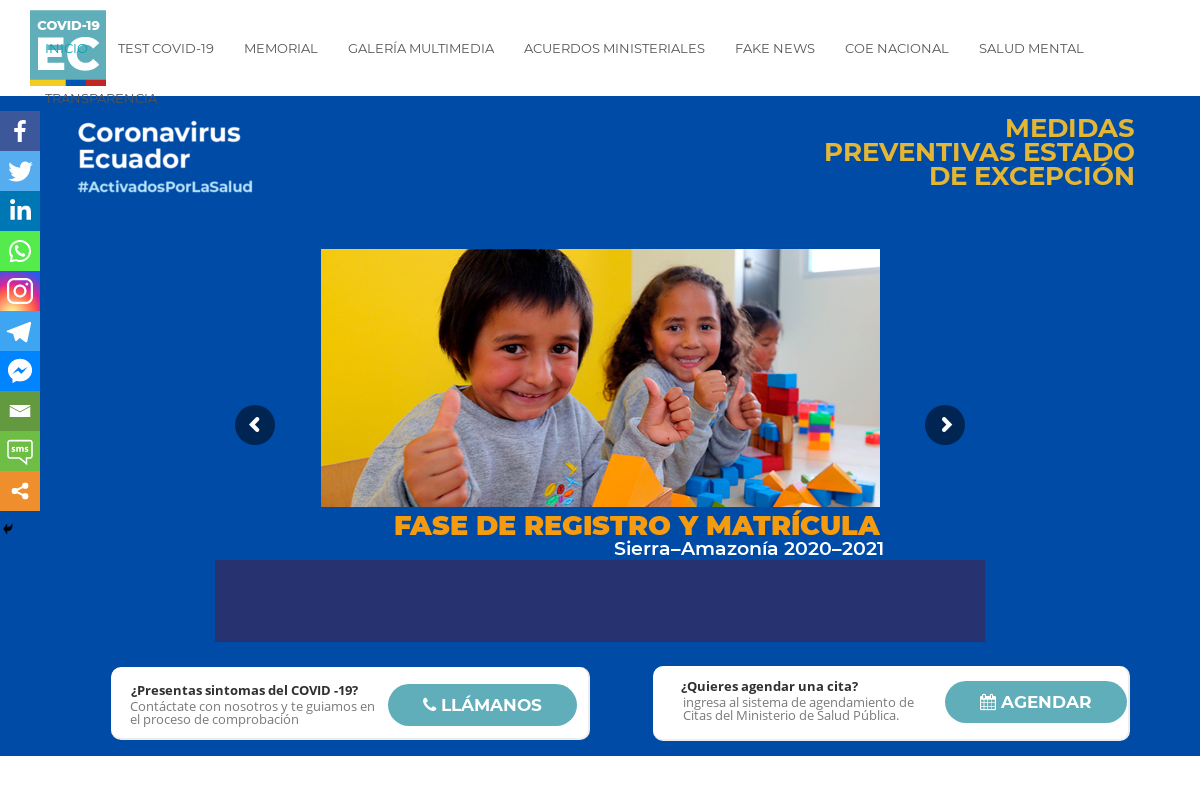 COVID-19
EC
INICIO TEST COVID-19 MEMORIAL GALERÍA MULTIMEDIA ACUERDOS MINISTERIALES FAKE NEWS COE NACIONAL SALUD MENTAL
TRANSPARENCIA
Coronavirus
Ecuador
#ActivadosPorLaSalud
MEDIDAS
PREVENTIVAS ESTADO
DE EXCEPCIÓN
sms
FASE DE REGISTRO Y MATRÍCULA
Sierra–Amazonía 2020–2021
¿Presentas sintomas del COVID -19?
Contáctate con nosotros y te guiamos en
el proceso de comprobación
LLÁMANOS
¿Quieres agendar una cita?
ingresa al sistema de agendamiento de
Citas del Ministerio de Salud Pública.
AGENDAR